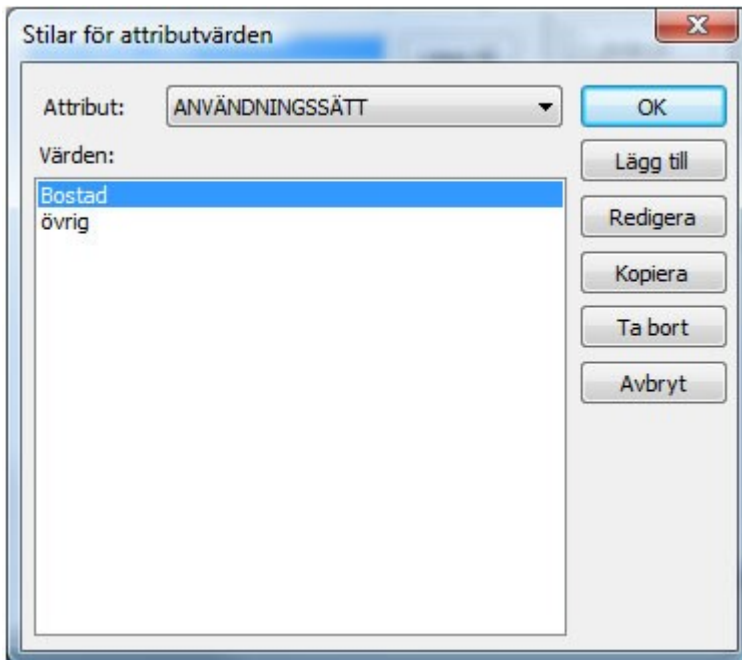 Stilar för attributvärden
Attribut: ANVÄNDNINGSSÄTT OK
Värden: Lägg till
Bostad
övrig Redigera
Kopiera
Ta bort
Avbryt